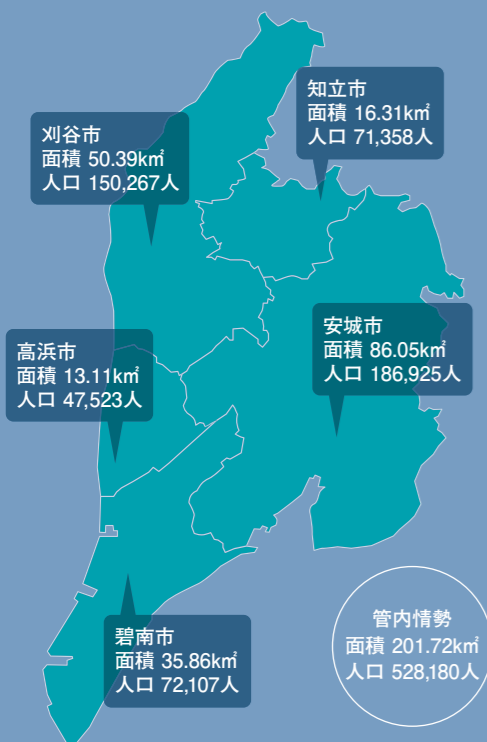 知立市
面積 16.31k㎡
人口 71,358人
刈谷市
面積 50.39k㎡
人口 150,267人
安城市
面積 86.05k㎡
人口 186,925人
高浜市
面積 13.11k㎡
人口 47,523人
碧南市
面積 35.86k㎡
人口 72,107人
管内情勢
面積 201.72k㎡
人口 528,180人